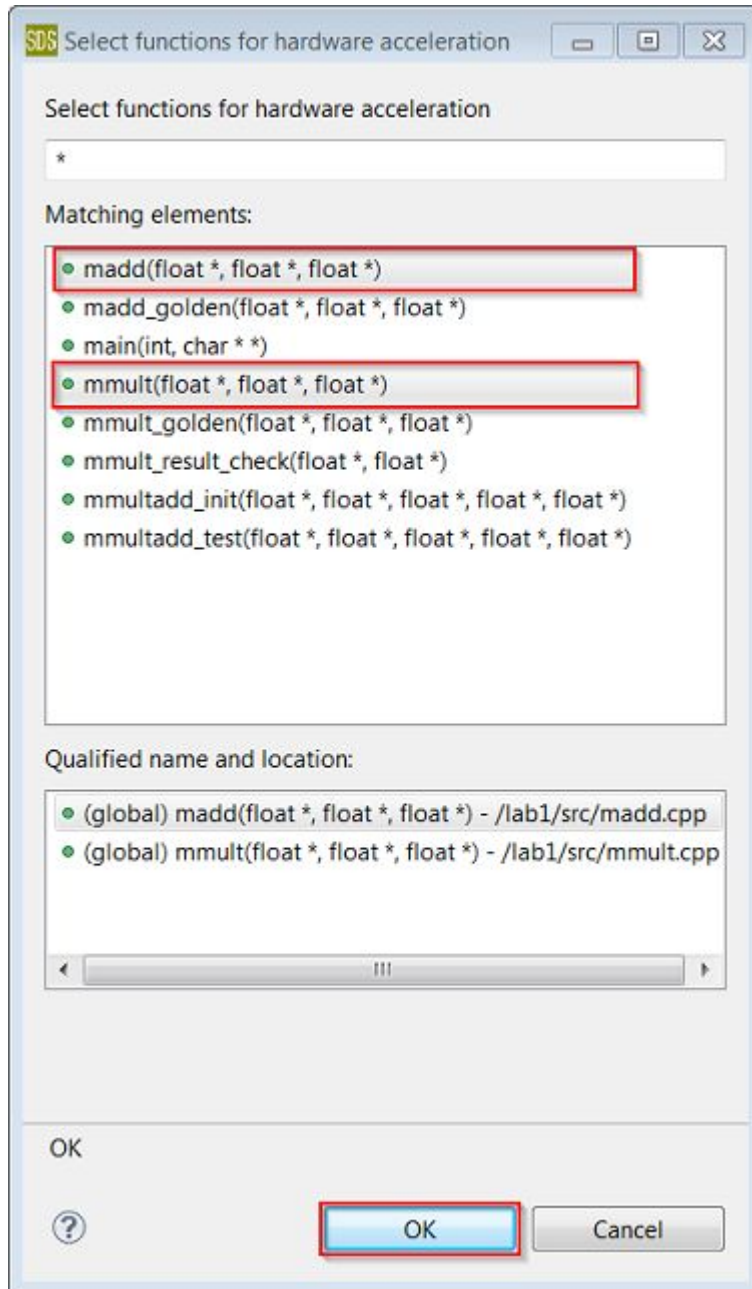 SDS Select functions for hardware acceleration
Select functions for hardware acceleration
*
Matching elements:
madd(float *, float *, float *)
madd_golden(float *, float *, float *)
main(int, char * *)
mmult(float *, float *, float *)
mmult_golden(float *, float *, float *)
mmult_result_check(float *, float *)
mmultadd_init(float *, float *, float *, float *, float *)
mmultadd_test(float *, float *, float *, float *, float *)
Qualified name and location:
(global) madd(float *, float *, float *) - /lab1/src/madd.cpp
(global) mmult(float *, float *, float *) - /lab1/src/mmult.cpp
OK
? OK Cancel